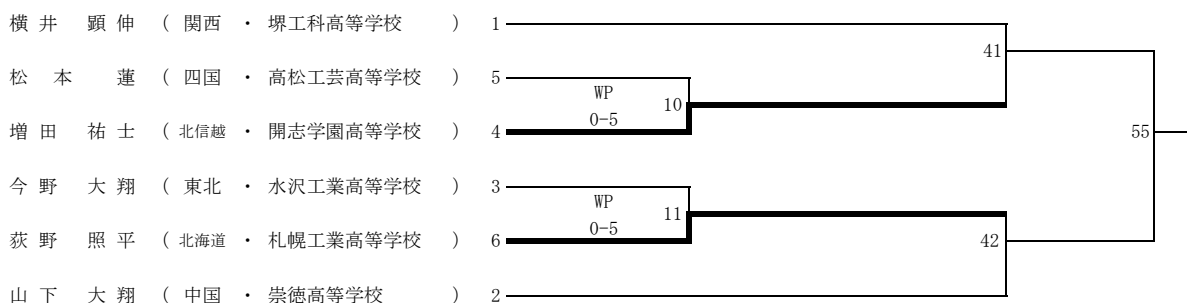 横井 顕伸 ( 関西 ・ 堺工科高等学校 ) 1
41
松本 蓮 ( 四国 ・ 高松工芸高等学校 ) 5
WP 10
0-5
増田 祐士 ( 北信越 ・ 開志学園高等学校 ) 4
55
今野 大翔 ( 東北 ・ 水沢工業高等学校 ) 3
WP 11
0-5
荻野 照平 ( 北海道 ・ 札幌工業高等学校 ) 6
42
山下 大翔 ( 中国 ・ 崇徳高等学校 ) 2